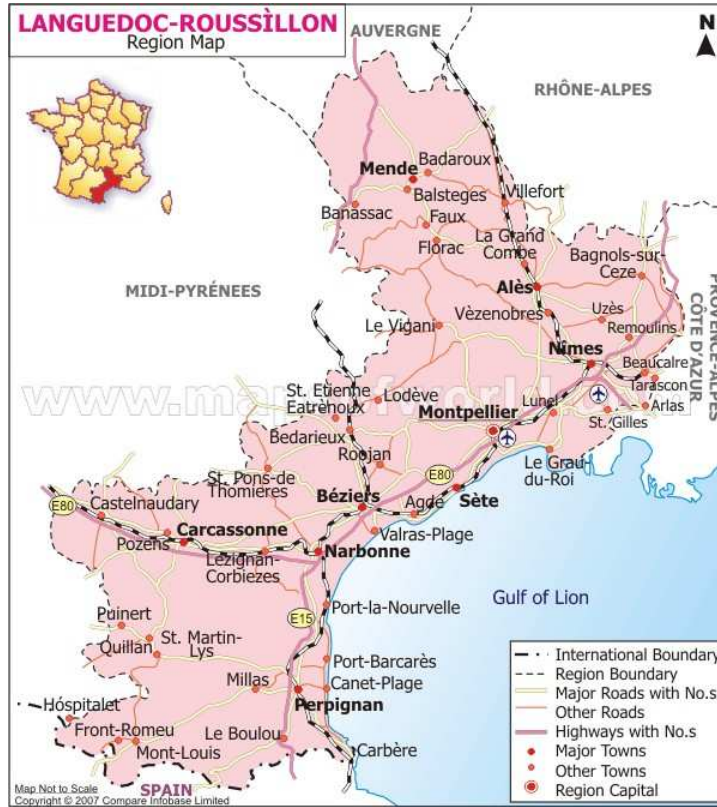 LANGUEDOC-ROUSSÌLLON
Region Map
N
AUVERGNE
RHÔNE-ALPES
MIDI-PYRÉNEES
PROVENCE-ALPES
CÔTE D'AZUR
Mende
Badaroux
Balsteges
Banassac
Faux
Florac
Villefort
La Grand
Combe
Bagnols-sur-
Ceze
Alès
Vèzenobres
Uzès
Le Vigani
Remoulins
Nîmes
Beaucalre
Tarascon
Arlas
St. Gilles
Lunel
www.mapsofworld.com
St. Etienne
Eatrènoux
Lodève
Montpellier
Bedarieux
Roujan
Le Grau-
du-Roi
St. Pons-de
Thomieres
E80
Béziers
Agde
Sète
Valras-Plage
E80
Castelnaudary
Carcassonne
Pozens
Lezignan-
Corbiezes
Narbonne
Gulf of Lion
E15
Port-la-Nourvelle
Puinert
Quillan
St. Martin-
Lys
Port-Barcarès
Millas
Canet-Plage
Perpignan
Hóspitalet
Front-Romeu
Mont-Louis
Le Boulou
Carbère
SPAIN
International Boundary
Region Boundary
Major Roads with No.s
Other Roads
Highways with No.s
Major Towns
Other Towns
Region Capital
Map Not to Scale
Copyright © 2007 Compare Infobase Limited